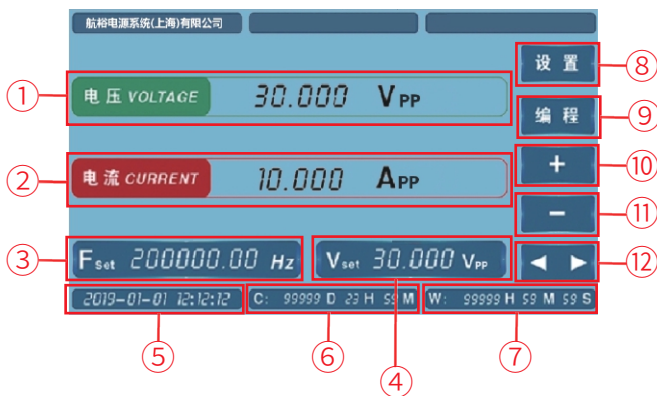 航裕电源系统(上海)有限公司
设 置
⑧
①
电 压 VOLTAGE 30.000 VPP
编 程
⑨
②
电 流 CURRENT 10.000 APP
+
⑩
−
⑪
③
Fset 200000.00 Hz
Vset 30.000 VPP
◀ ▶
⑫
2019-01-01 12:12:12
C: 99999 D 23 H 59 M
W: 99999 H 59 M 59 S
⑤
⑥
④
⑦